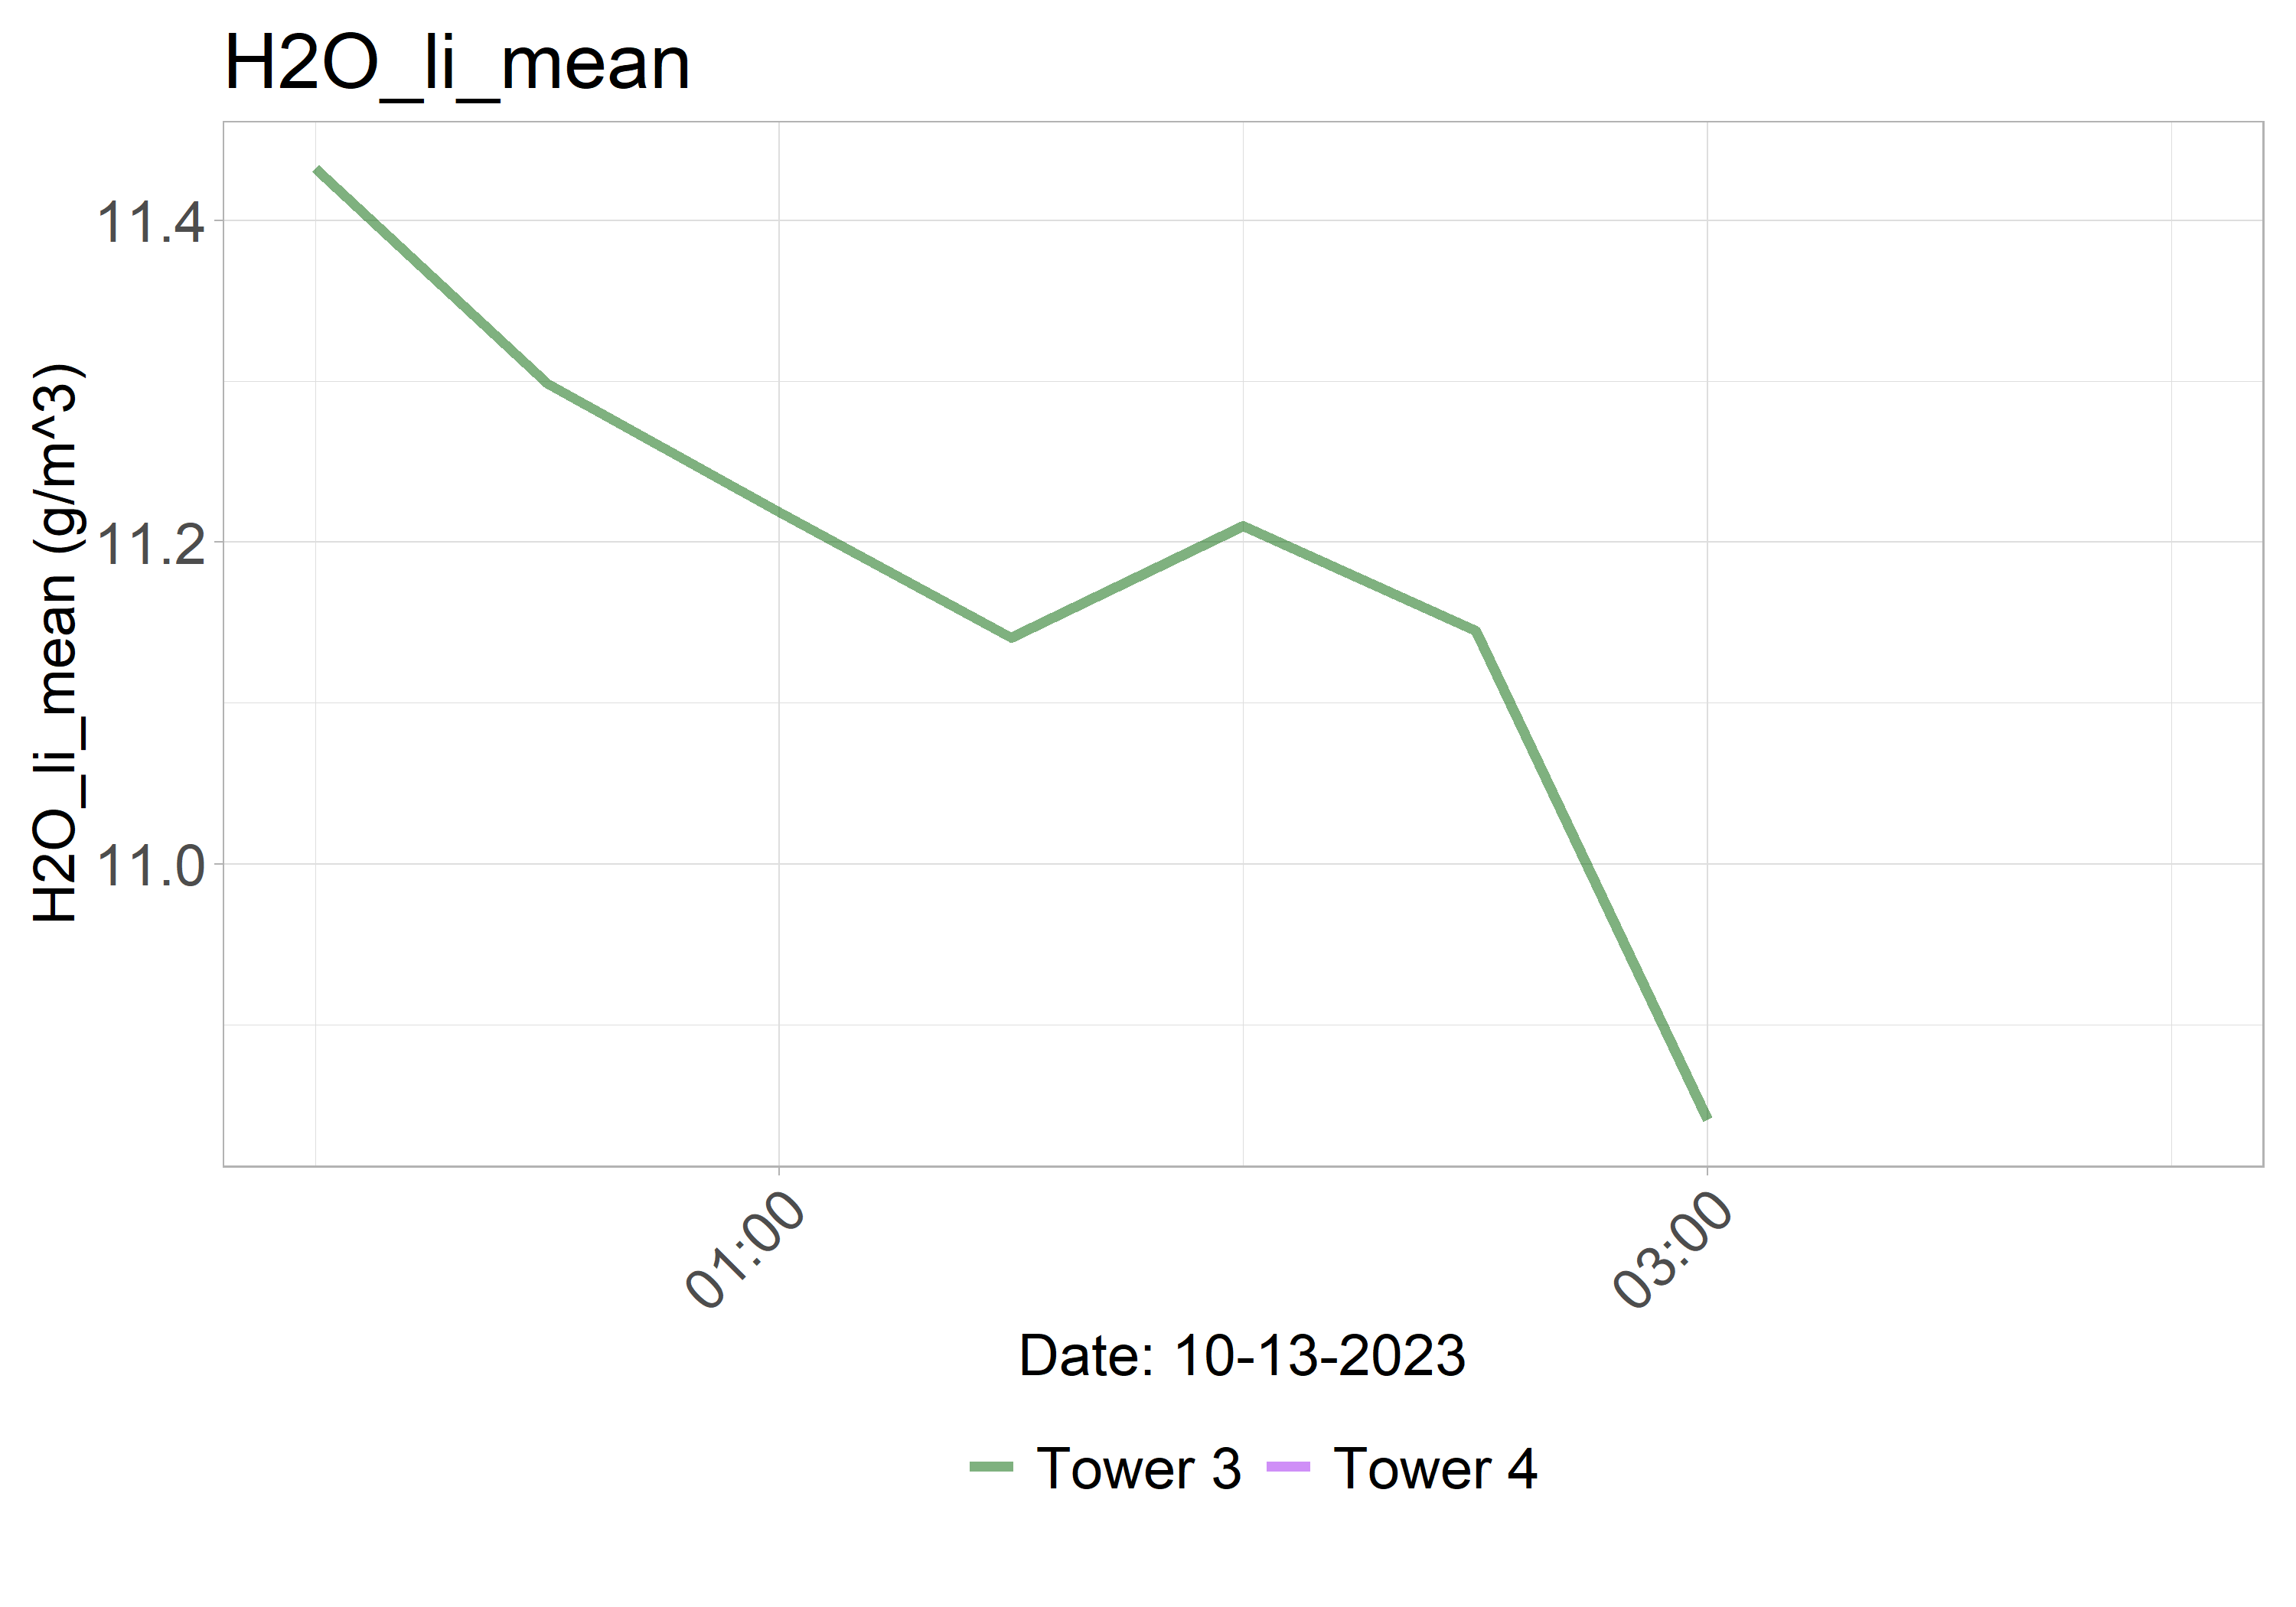 H2O_li_mean
H2O_li_mean (g/m^3)
11.4
11.2
11.0
01:00
03:00
Date: 10-13-2023
Tower 3
Tower 4